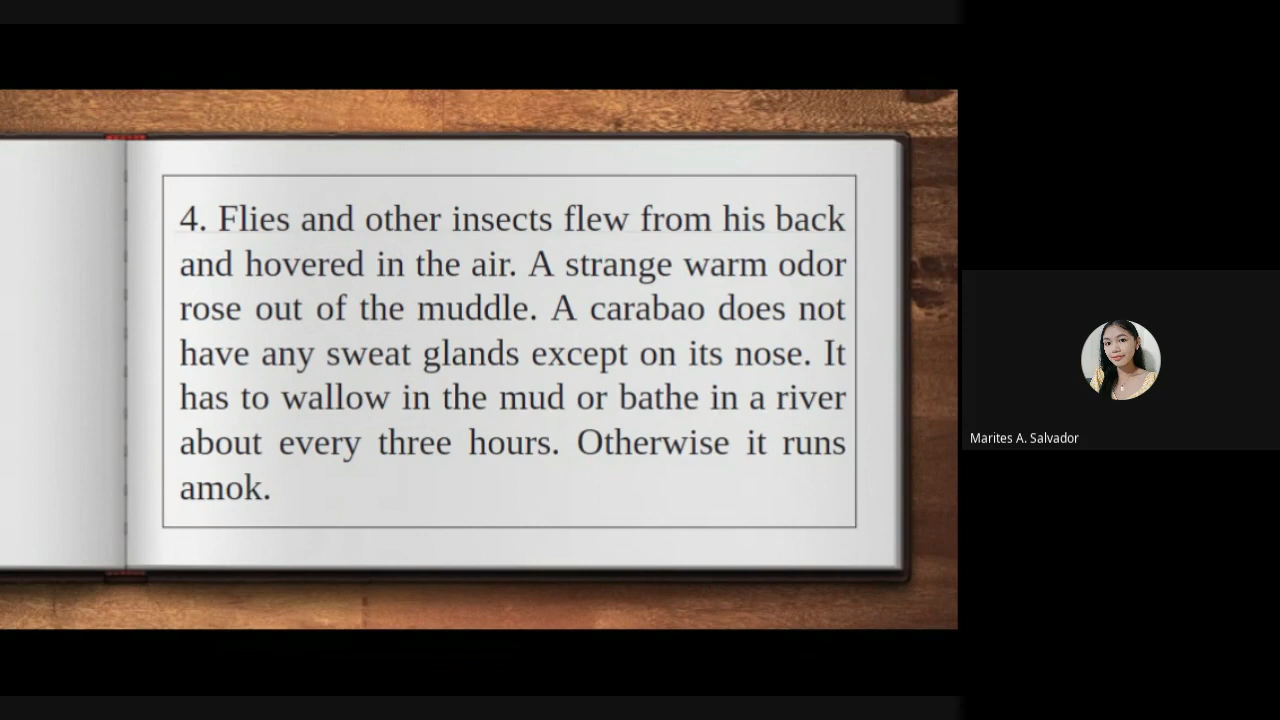 4. Flies and other insects flew from his back
and hovered in the air. A strange warm odor
rose out of the muddle. A carabao does not
have any sweat glands except on its nose. It
has to wallow in the mud or bathe in a river
about every three hours. Otherwise it runs
amok.
Marites A. Salvador